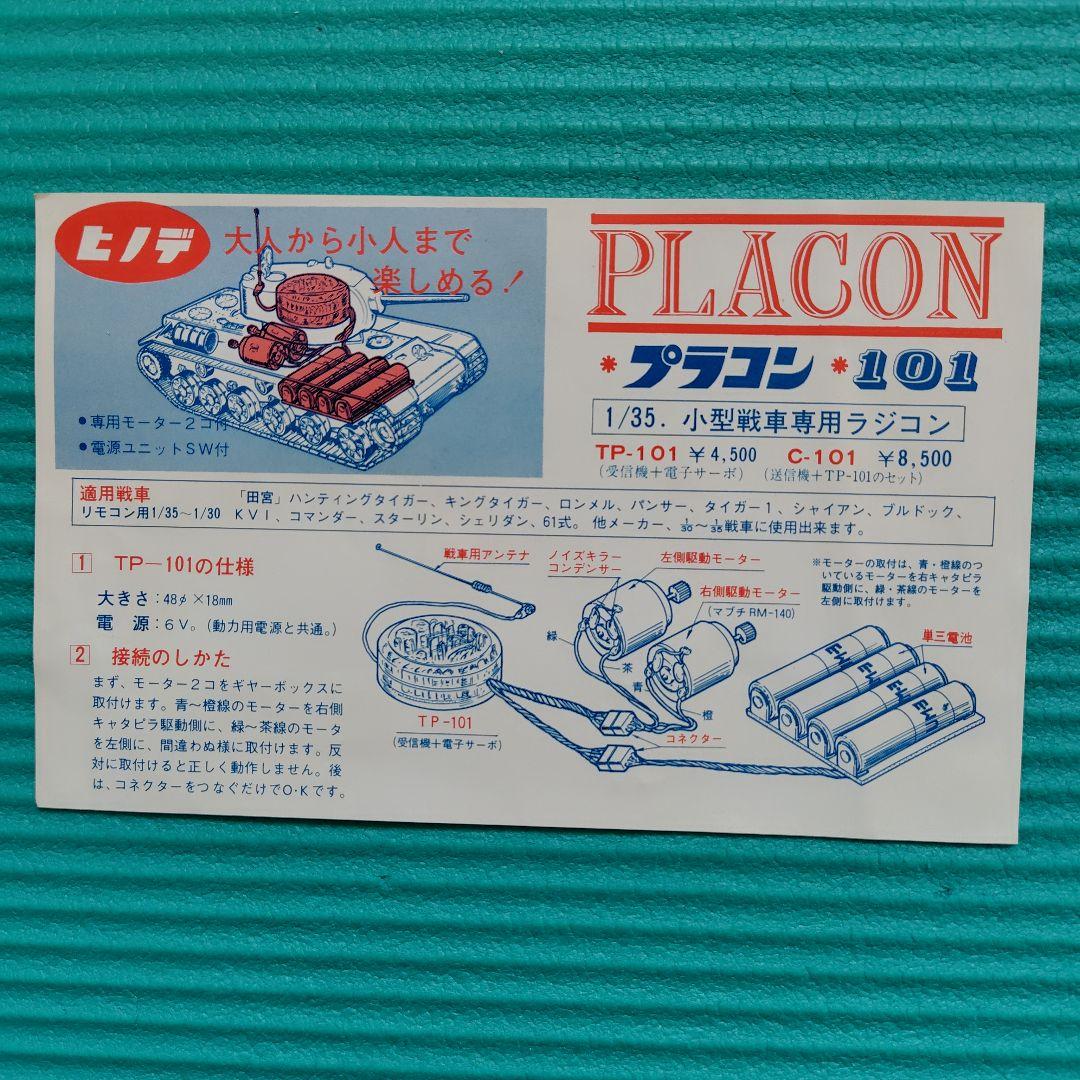 ヒノデ
大人から小人まで
楽しめる!
●専用モーター2コ付
●電源ユニットSW付
PLACON
*プラコン*101
1/35. 小型戦車専用ラジコン
TP-101 ¥4,500 C-101 ¥8,500
(受信機+電子サーボ) (送信機+TP-101のセット)
適用戦車
リモコン用1/35~1/30
「田宮」ハンティングタイガー、キングタイガー、ロンメル、パンサー、タイガー1、シャイアン、ブルドック、
KVI、コマンダー、スターリン、シェリダン、61式。他メーカー、1/30~1/35戦車に使用出来ます。
1 TP-101の仕様
大きさ:48φ×18mm
電 源:6V。(動力用電源と共通。)
2 接続のしかた
まず、モーター2コをギヤーボックスに
取付けます。青~橙線のモーターを右側
キャタピラ駆動側に、緑~茶線のモータ
を左側に、間違わぬ様に取付けます。反
対に取付けると正しく動作しません。後
は、コネクターをつなぐだけでO・Kです。
戦車用アンテナ
ノイズキラー
コンデンサー
左側駆動モーター
右側駆動モーター
(マブチRM-140)
※モーターの取付は、青・橙線のつ
いているモーターを右キャタピラ
駆動側に、緑・茶線のモーターを
左側に取付けます。
緑
茶
青
橙
単三電池
TP-101
(受信機+電子サーボ)
コネクター